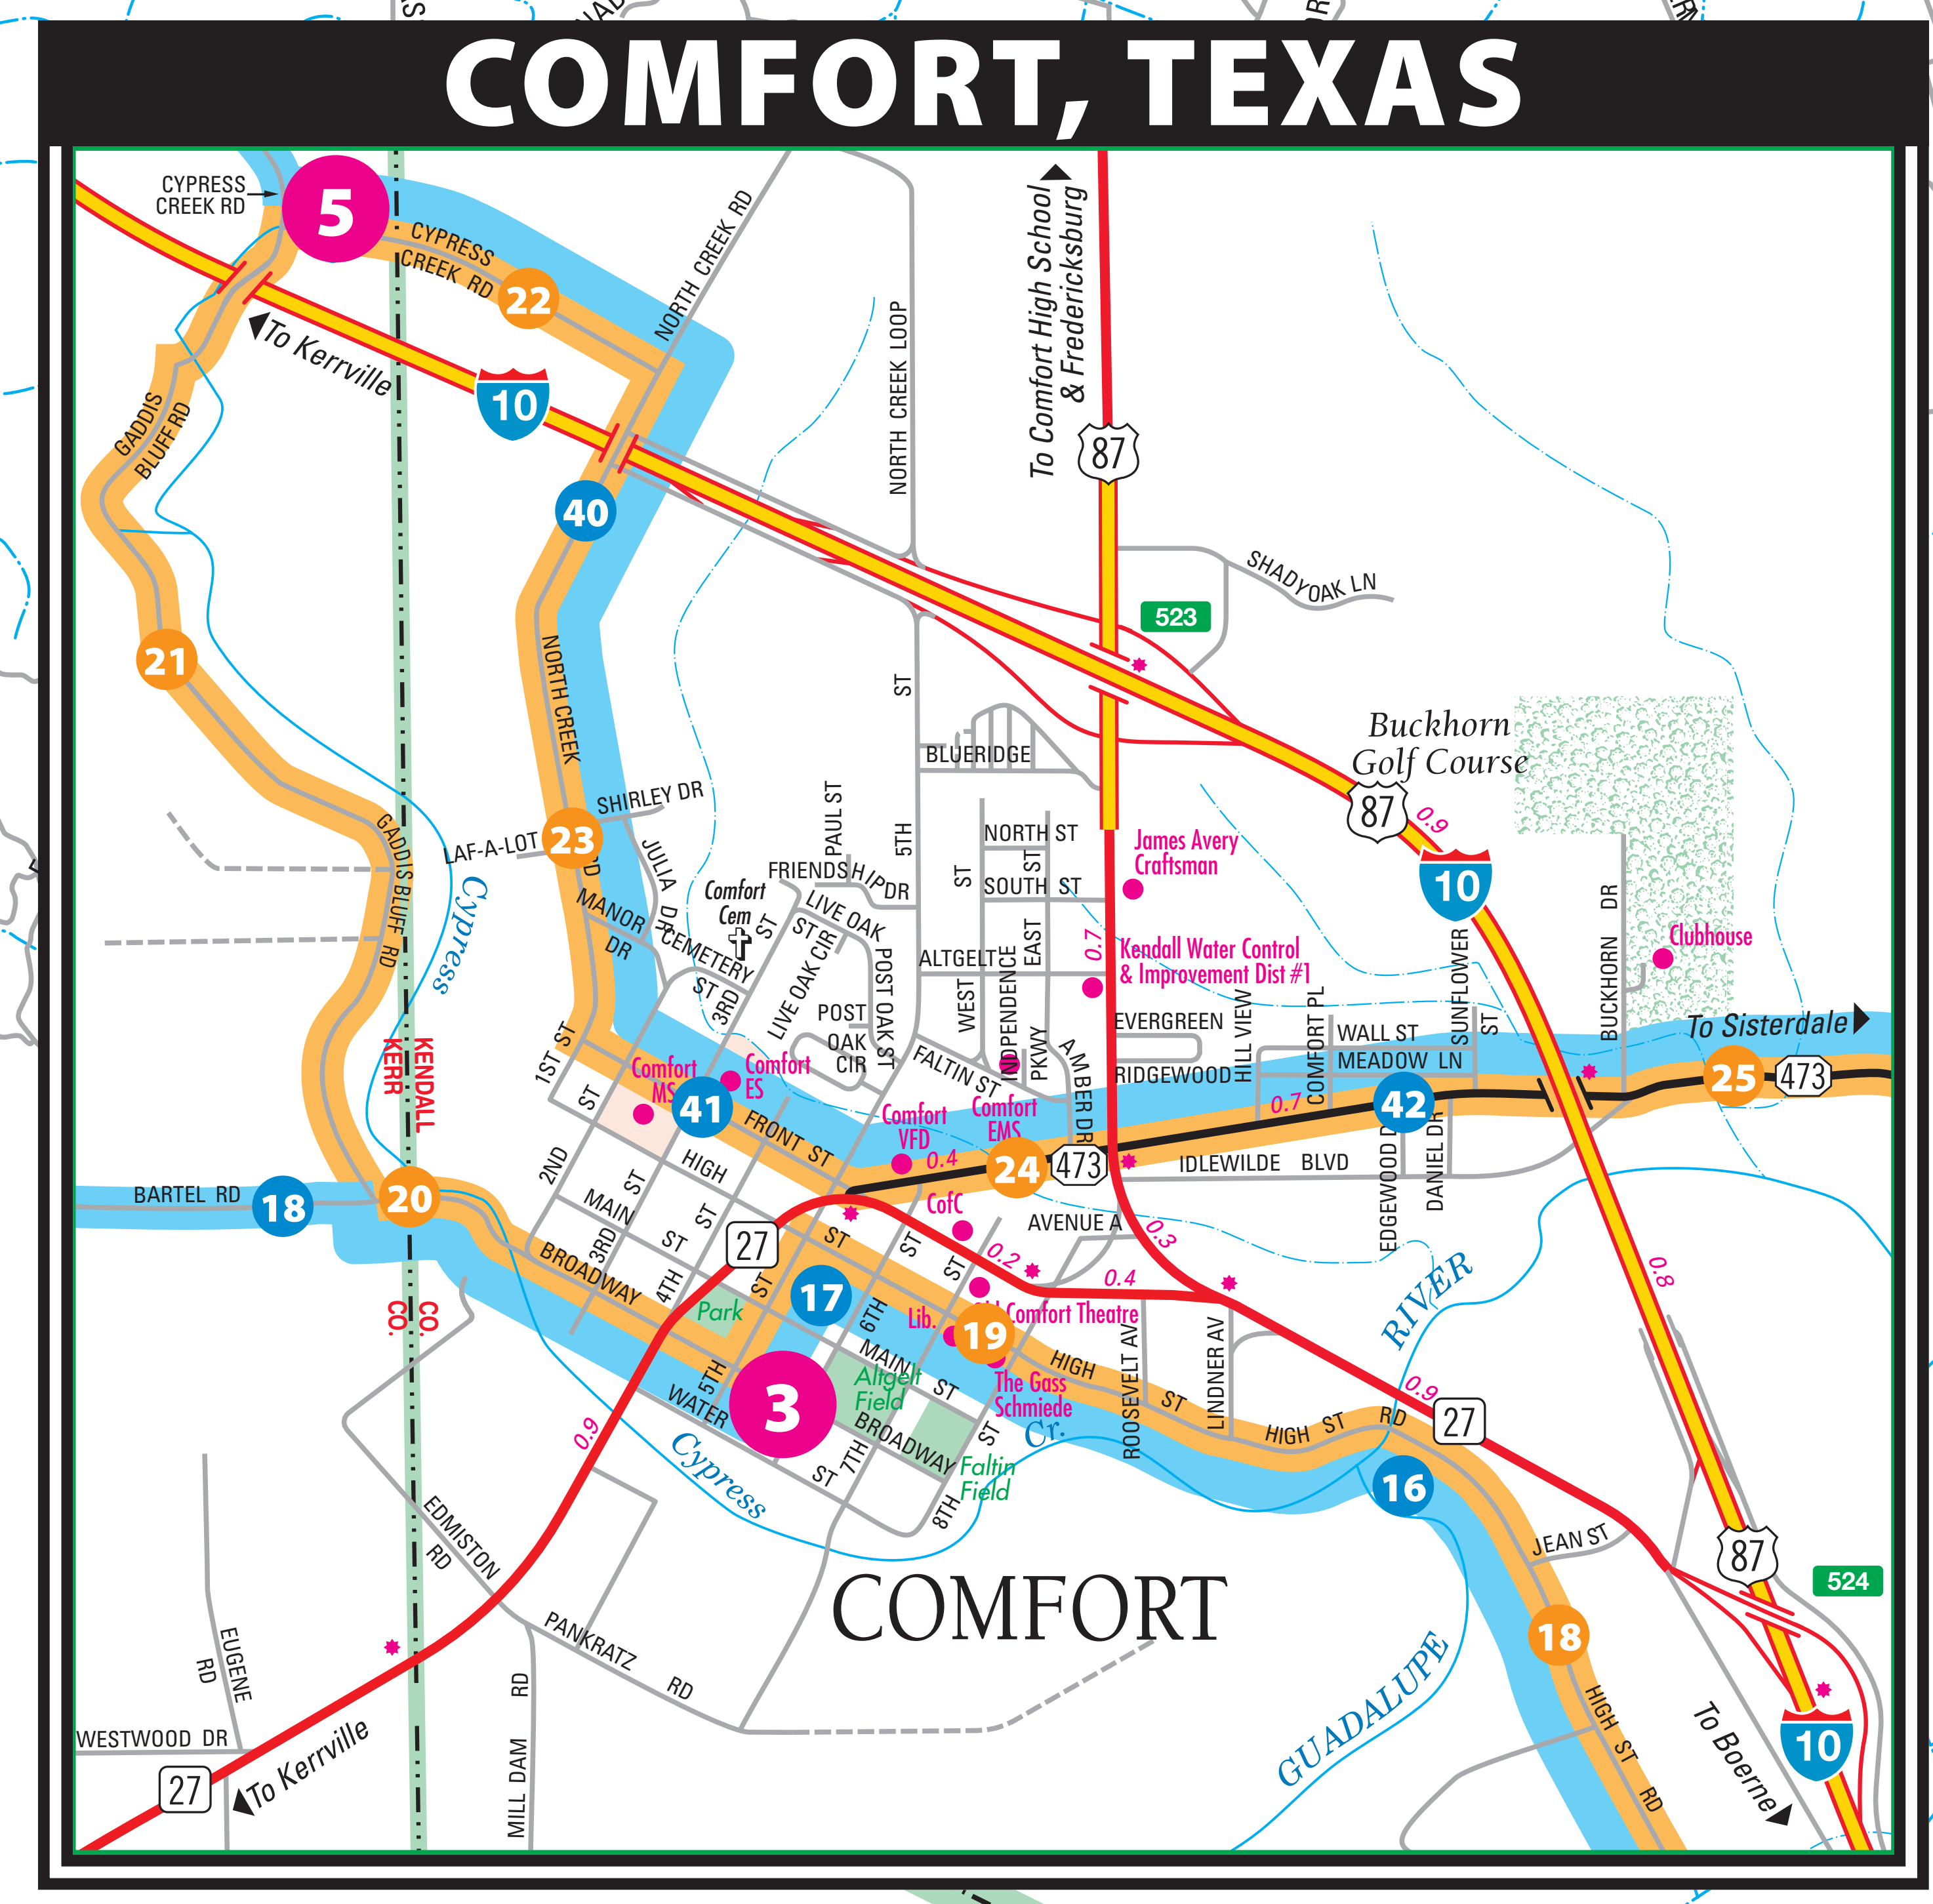 COMFORT, TEXAS
CYPRESS
CREEK RD
5
CYPRESS
CREEK RD
22
NORTH CREEK RD
NORTH CREEK LOOP
To Comfort High School
& Fredericksburg
To Kerrville
10
87
GADDIS
BLUFF RD
40
SHADY OAK LN
523
21
NORTH CREEK
RD
ST
5TH
BLUERIDGE
Buckhorn
Golf Course
87
0.9
10
SHIRLEY DR
23
LAF-A-LOT
JULIA DR
PAUL ST
NORTH ST
ST
ST
SOUTH ST
James Avery
Craftsman
FRIENDSHIP DR
GADDIS BLUFF RD
Cypress
MANOR
DR
Comfort
Cem
CEMETERY
ST
ST
3RD
LIVE OAK
ST
LIVE OAK CIR
POST OAK ST
ALTGELT
WEST
INDPENDENCE
PKWY
EAST
0.7
Kendall Water Control
& Improvement Dist #1
SUNFLOWER
ST
BUCKHORN DR
Clubhouse
POST
OAK
CIR
EVERGREEN
HILL VIEW
COMFORT PL
WALL ST
MEADOW LN
To Sisterdale
1ST ST
KERR
KENDALL
Comfort
MS
Comfort
ES
FALTIN ST
AMBER DR
RIDGEWOOD
25
473
41
FRONT ST
Comfort
VFD
Comfort
EMS
0.7
42
0.4
24
473
IDLEWILDE BLVD
EDGEWOOD D
DANIEL DR
BARTEL RD
18
20
2ND
ST
HIGH
ST
MAIN
ST
3RD
ST
ST
4TH
27
CofC
AVENUE A
0.3
CO.
CO.
BROADWAY
ST
ST
ST
0.2
0.4
0.8
RIVER
Park
17
6TH
Lib.
Comfort Theatre
19
5TH
WATER
ST
3
MAIN
ST
Altgelt
Field
BROADWAY
7TH
ST
8TH
The Gass
Schmiede
HIGH
ST
ROOSEVELT AV
LINDNER AV
HIGH ST RD
0.9
27
0.9
Cypress
Cr.
Faltin
Field
16
EDMISTON
RD
JEAN ST
87
524
COMFORT
18
PANKRATZ
RD
EUGENE
RD
GUADALUPE
HIGH ST RD
To Boerne
10
WESTWOOD DR
27
To Kerrville
MILL DAM RD